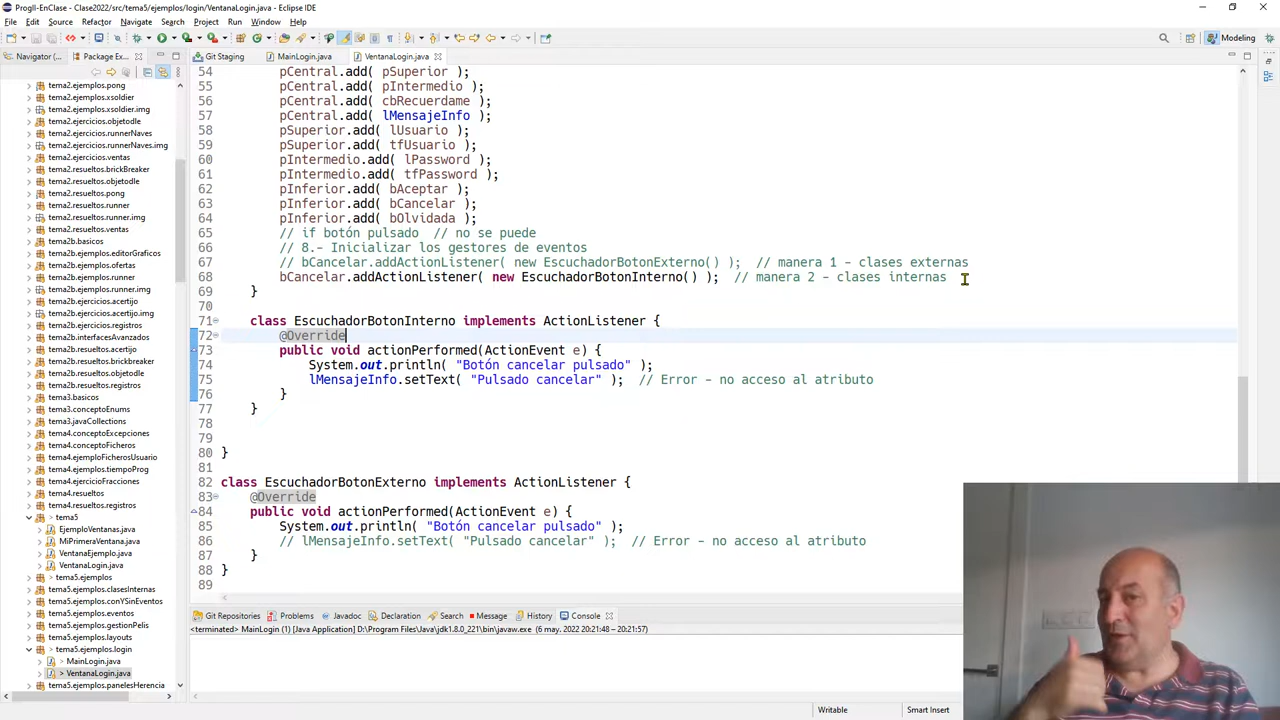 ProgII-EnClase - Clase2022/src/tema5/ejemplos/login/VentanaLogin.java - Eclipse IDE
File Edit Source Refactor Navigate Search Project Run Window Help
Modeling
Navigator (... Package Ex... Git Staging MainLogin.java VentanaLogin.java
tema2.ejemplos.pong
tema2.ejemplos.xsoldier
tema2.ejemplos.xsoldier.img
tema2.ejercicios.objetodle
tema2.ejercicios.runnerNaves
tema2.ejercicios.runnerNaves.img
tema2.ejercicios.ventas
tema2.resueltos.brickBreaker
tema2.resueltos.objetodle
tema2.resueltos.pong
tema2.resueltos.runner
tema2.resueltos.runner.img
tema2.resueltos.ventas
tema2b.basicos
tema2b.ejemplos.editorGraficos
tema2b.ejemplos.ofertas
tema2b.ejemplos.runner
tema2b.ejemplos.runner.img
tema2b.ejercicios.acertijo
tema2b.ejercicios.registros
tema2b.interfacesAvanzados
tema2b.resueltos.acertijo
tema2b.resueltos.brickbreaker
tema2b.resueltos.registros
tema3.basicos
tema3.conceptoEnums
tema3.javaCollections
tema4.conceptoExcepciones
tema4.conceptoFicheros
tema4.ejemploFicherosUsuario
tema4.ejemplos.tiempoProg
tema4.ejercicioFracciones
tema4.resueltos
tema4.resueltos.registros
> tema5
EjemploVentanas.java
MiPrimeraVentana.java
VentanaEjemplo.java
VentanaLogin.java
> tema5.ejemplos
tema5.ejemplos.clasesInternas
tema5.ejemplos.conYSinEventos
tema5.ejemplos.eventos
tema5.ejemplos.gestionPelis
tema5.ejemplos.layouts
> tema5.ejemplos.login
> MainLogin.java
> VentanaLogin.java
tema5.ejemplos.panelesHerencia
54 pCentral.add( pSuperior );
55 pCentral.add( pIntermedio );
56 pCentral.add( cbRecuerdame );
57 pCentral.add( lMensajeInfo );
58 pSuperior.add( lUsuario );
59 pSuperior.add( tfUsuario );
60 pIntermedio.add( lPassword );
61 pIntermedio.add( tfPassword );
62 pInferior.add( bAceptar );
63 pInferior.add( bCancelar );
64 pInferior.add( bOlvidada );
65 // if botón pulsado // no se puede
66 // 8.- Inicializar los gestores de eventos
67 // bCancelar.addActionListener( new EscuchadorBotonExterno() ); // manera 1 - clases externas
68 bCancelar.addActionListener( new EscuchadorBotonInterno() ); // manera 2 - clases internas
69 }
70
71 class EscuchadorBotonInterno implements ActionListener {
72 @Override
73 public void actionPerformed(ActionEvent e) {
74 System.out.println( "Botón cancelar pulsado" );
75 lMensajeInfo.setText( "Pulsado cancelar" ); // Error - no acceso al atributo
76 }
77 }
78
79
80 }
81
82 class EscuchadorBotonExterno implements ActionListener {
83 @Override
84 public void actionPerformed(ActionEvent e) {
85 System.out.println( "Botón cancelar pulsado" );
86 // lMensajeInfo.setText( "Pulsado cancelar" ); // Error - no acceso al atributo
87 }
88 }
89
Git Repositories Problems Javadoc Declaration Search Message History Console
<terminated> MainLogin (1) [Java Application] D:\Program Files\Java\jdk1.8.0_221\bin\javaw.exe (6 may. 2022 20:21:48 – 20:21:57)
Writable Smart Insert